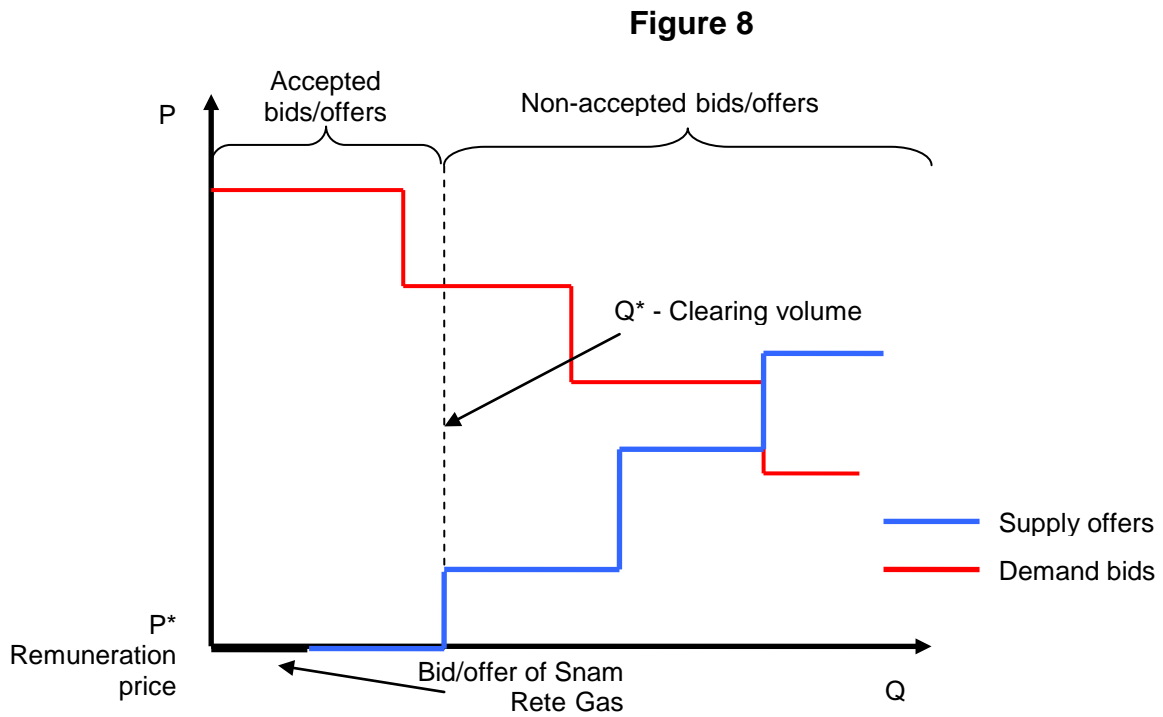 Figure 8
Accepted
bids/offers
Non-accepted bids/offers
P
Q* - Clearing volume
Supply offers
Demand bids
P*
Remuneration
price
Bid/offer of Snam
Rete Gas
Q